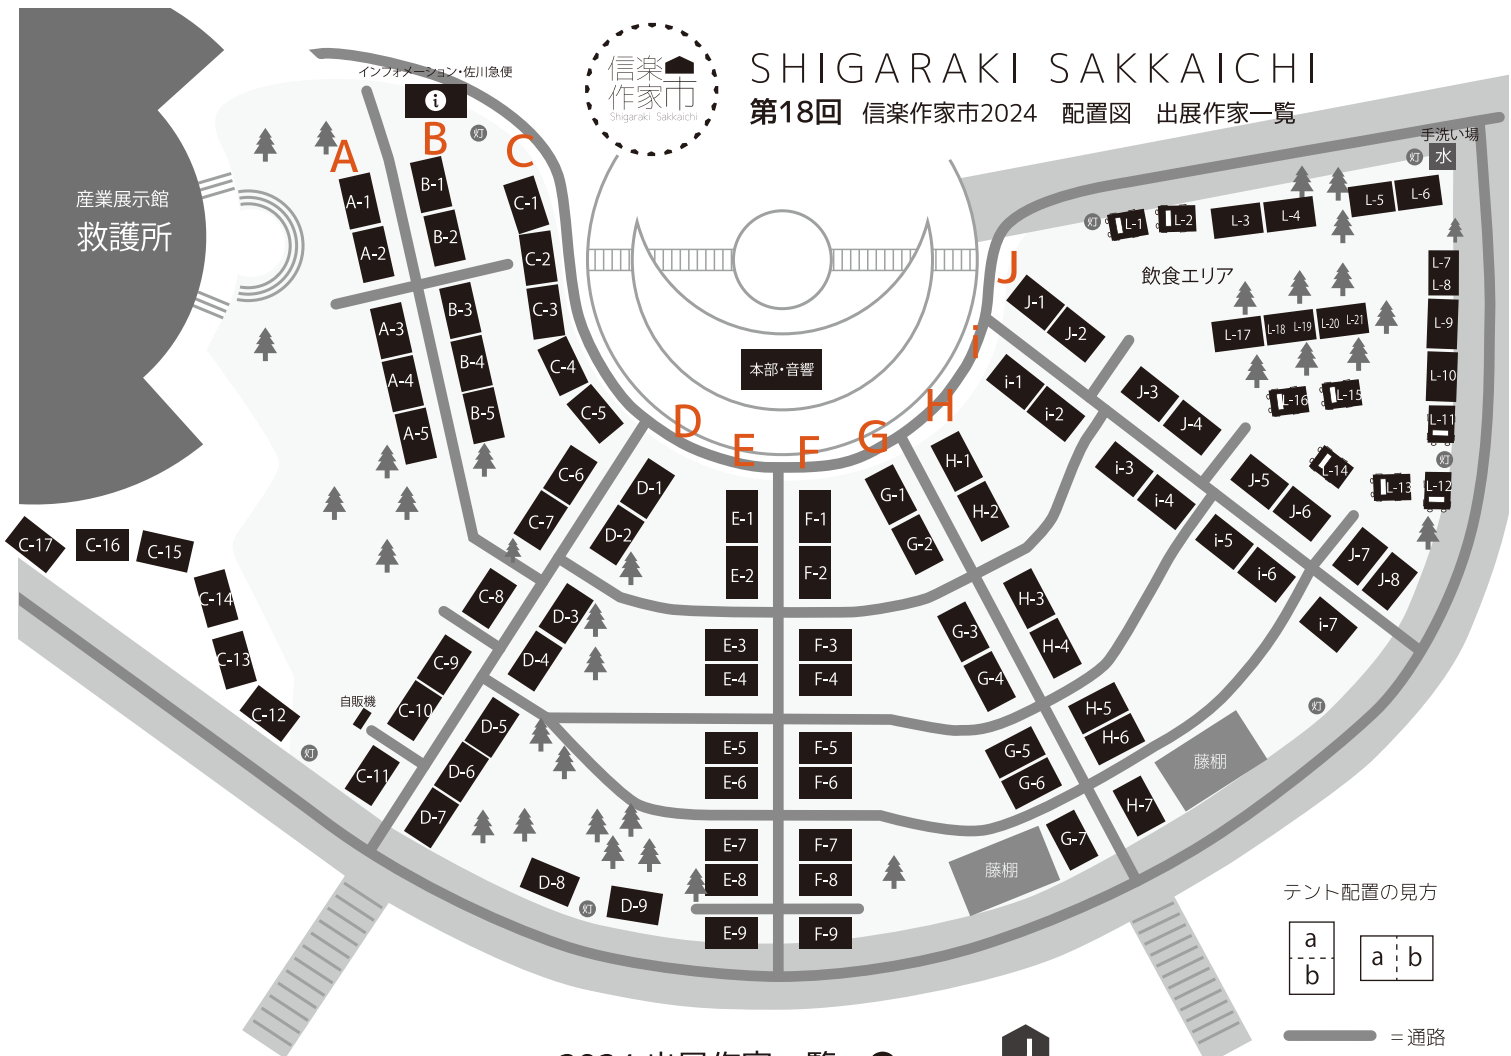 SHIGARAKI SAKKAICHI
第18回 信楽作家市2024 配置図 出展作家一覧
信楽
作家市
Shigaraki Sakkaichi
インフォメーション・佐川急便
i
灯
手洗い場
灯 水
産業展示館
救護所
A
B
C
D
E
F
G
H
i
J
A-1
A-2
A-3
A-4
A-5
B-1
B-2
B-3
B-4
B-5
C-1
C-2
C-3
C-4
C-5
C-6
C-7
C-8
C-9
C-10
C-11
C-12
C-13
C-14
C-15
C-16
C-17
D-1
D-2
D-3
D-4
D-5
D-6
D-7
D-8
D-9
E-1
E-2
E-3
E-4
E-5
E-6
E-7
E-8
E-9
F-1
F-2
F-3
F-4
F-5
F-6
F-7
F-8
F-9
G-1
G-2
G-3
G-4
G-5
G-6
G-7
H-1
H-2
H-3
H-4
H-5
H-6
H-7
i-1
i-2
i-3
i-4
i-5
i-6
i-7
J-1
J-2
J-3
J-4
J-5
J-6
J-7
J-8
灯
L-1
L-2
L-3
L-4
L-5
L-6
L-7
L-8
L-9
L-10
L-11
L-12
L-13
L-14
L-15
L-16
L-17
L-18
L-19
L-20
L-21
飲食エリア
本部・音響
自販機
灯
灯
灯
灯
藤棚
藤棚
テント配置の見方
a
b
a b
=通路